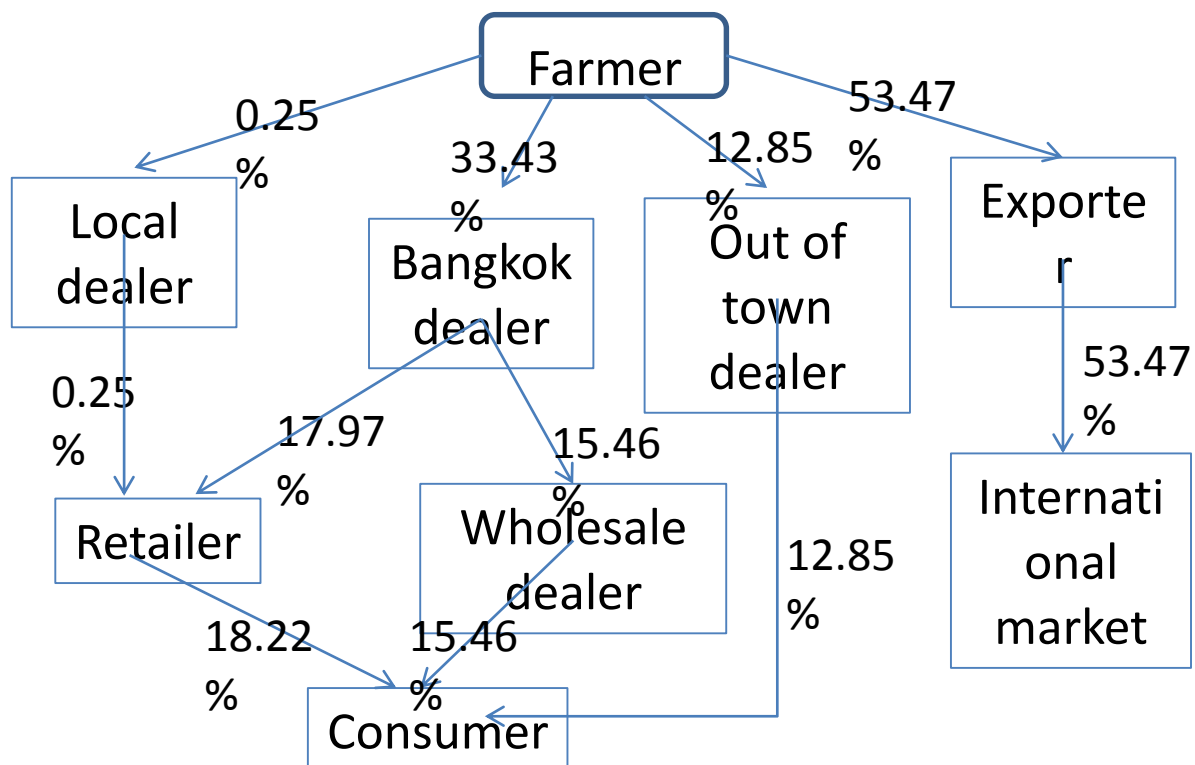 Farmer
0.25
%
33.43
%
12.85
%
53.47
%
Local
dealer
Bangkok
dealer
Out of
town
dealer
Exporte
r
0.25
%
17.97
%
15.46
%
12.85
%
53.47
%
Retailer
Wholesale
dealer
Internati
onal
market
18.22
%
15.46
%
Consumer